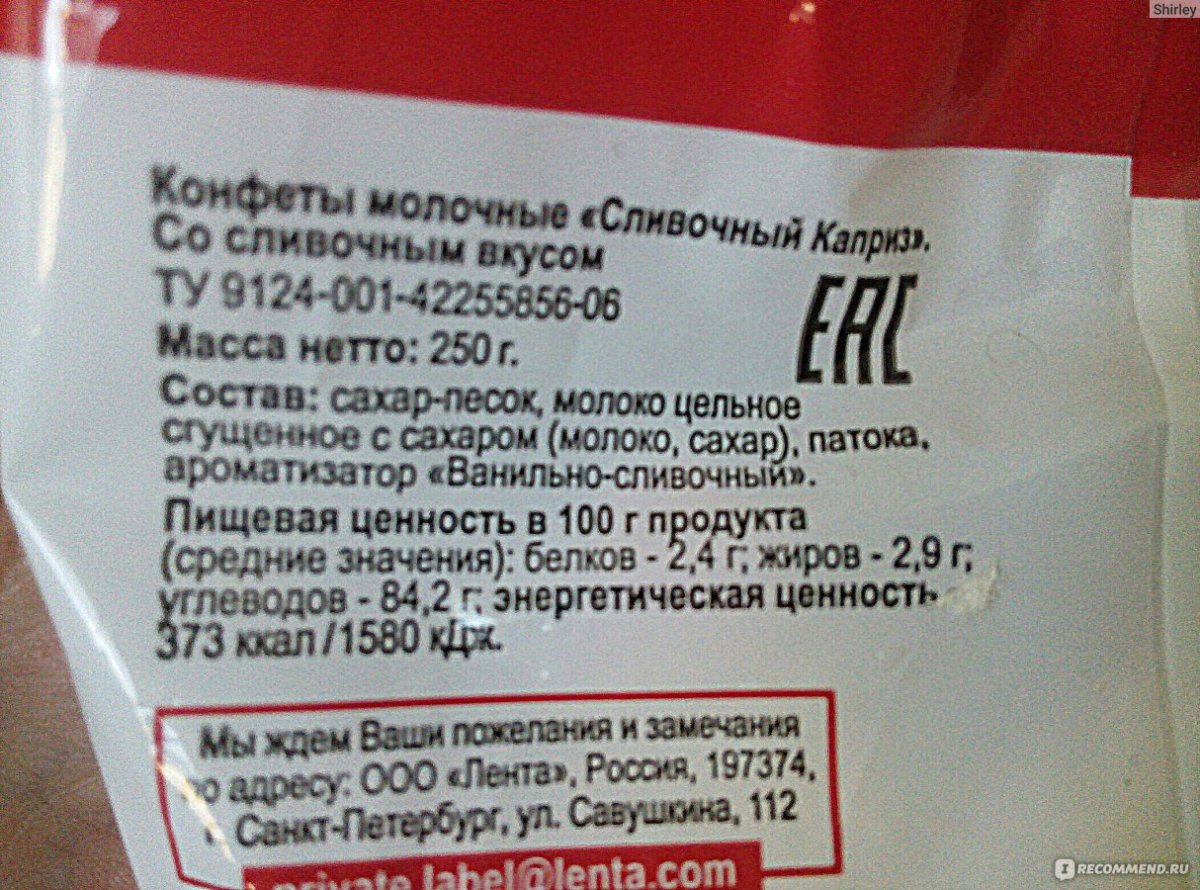 Shirley
Конфеты молочные «Сливочный Каприз».
Со сливочным вкусом
ТУ 9124-001-42255856-06
EAC
Масса нетто: 250 г.
Состав: сахар-песок, молоко цельное
сгущенное с сахаром (молоко, сахар), патока,
ароматизатор «Ванильно-сливочный».
Пищевая ценность в 100 г продукта
(средние значения): белков - 2,4 г; жиров - 2,9 г;
углеводов - 84,2 г; энергетическая ценность
373 ккал/1580 кДж.
Мы ждем Ваши пожелания и замечания
по адресу: ООО «Лента», Россия, 197374,
г. Санкт-Петербург, ул. Савушкина, 112
private.label@lenta.com
IRECOMMEND.RU